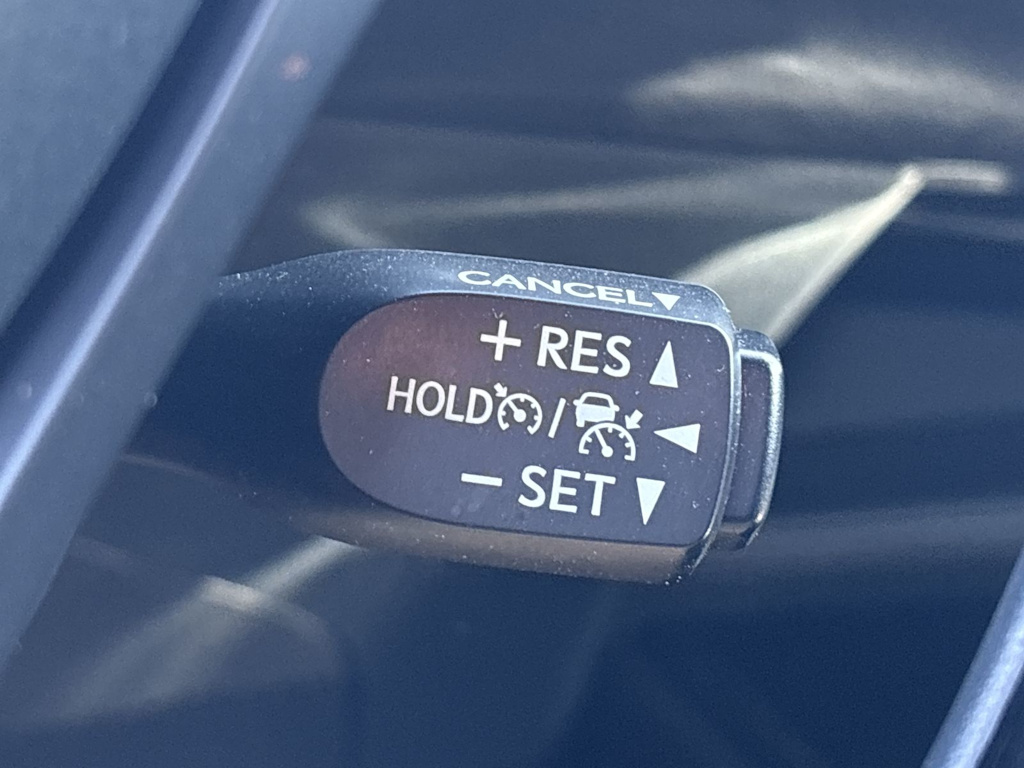 CANCEL▼
+ RES ▲
HOLD / ◀
− SET ▼